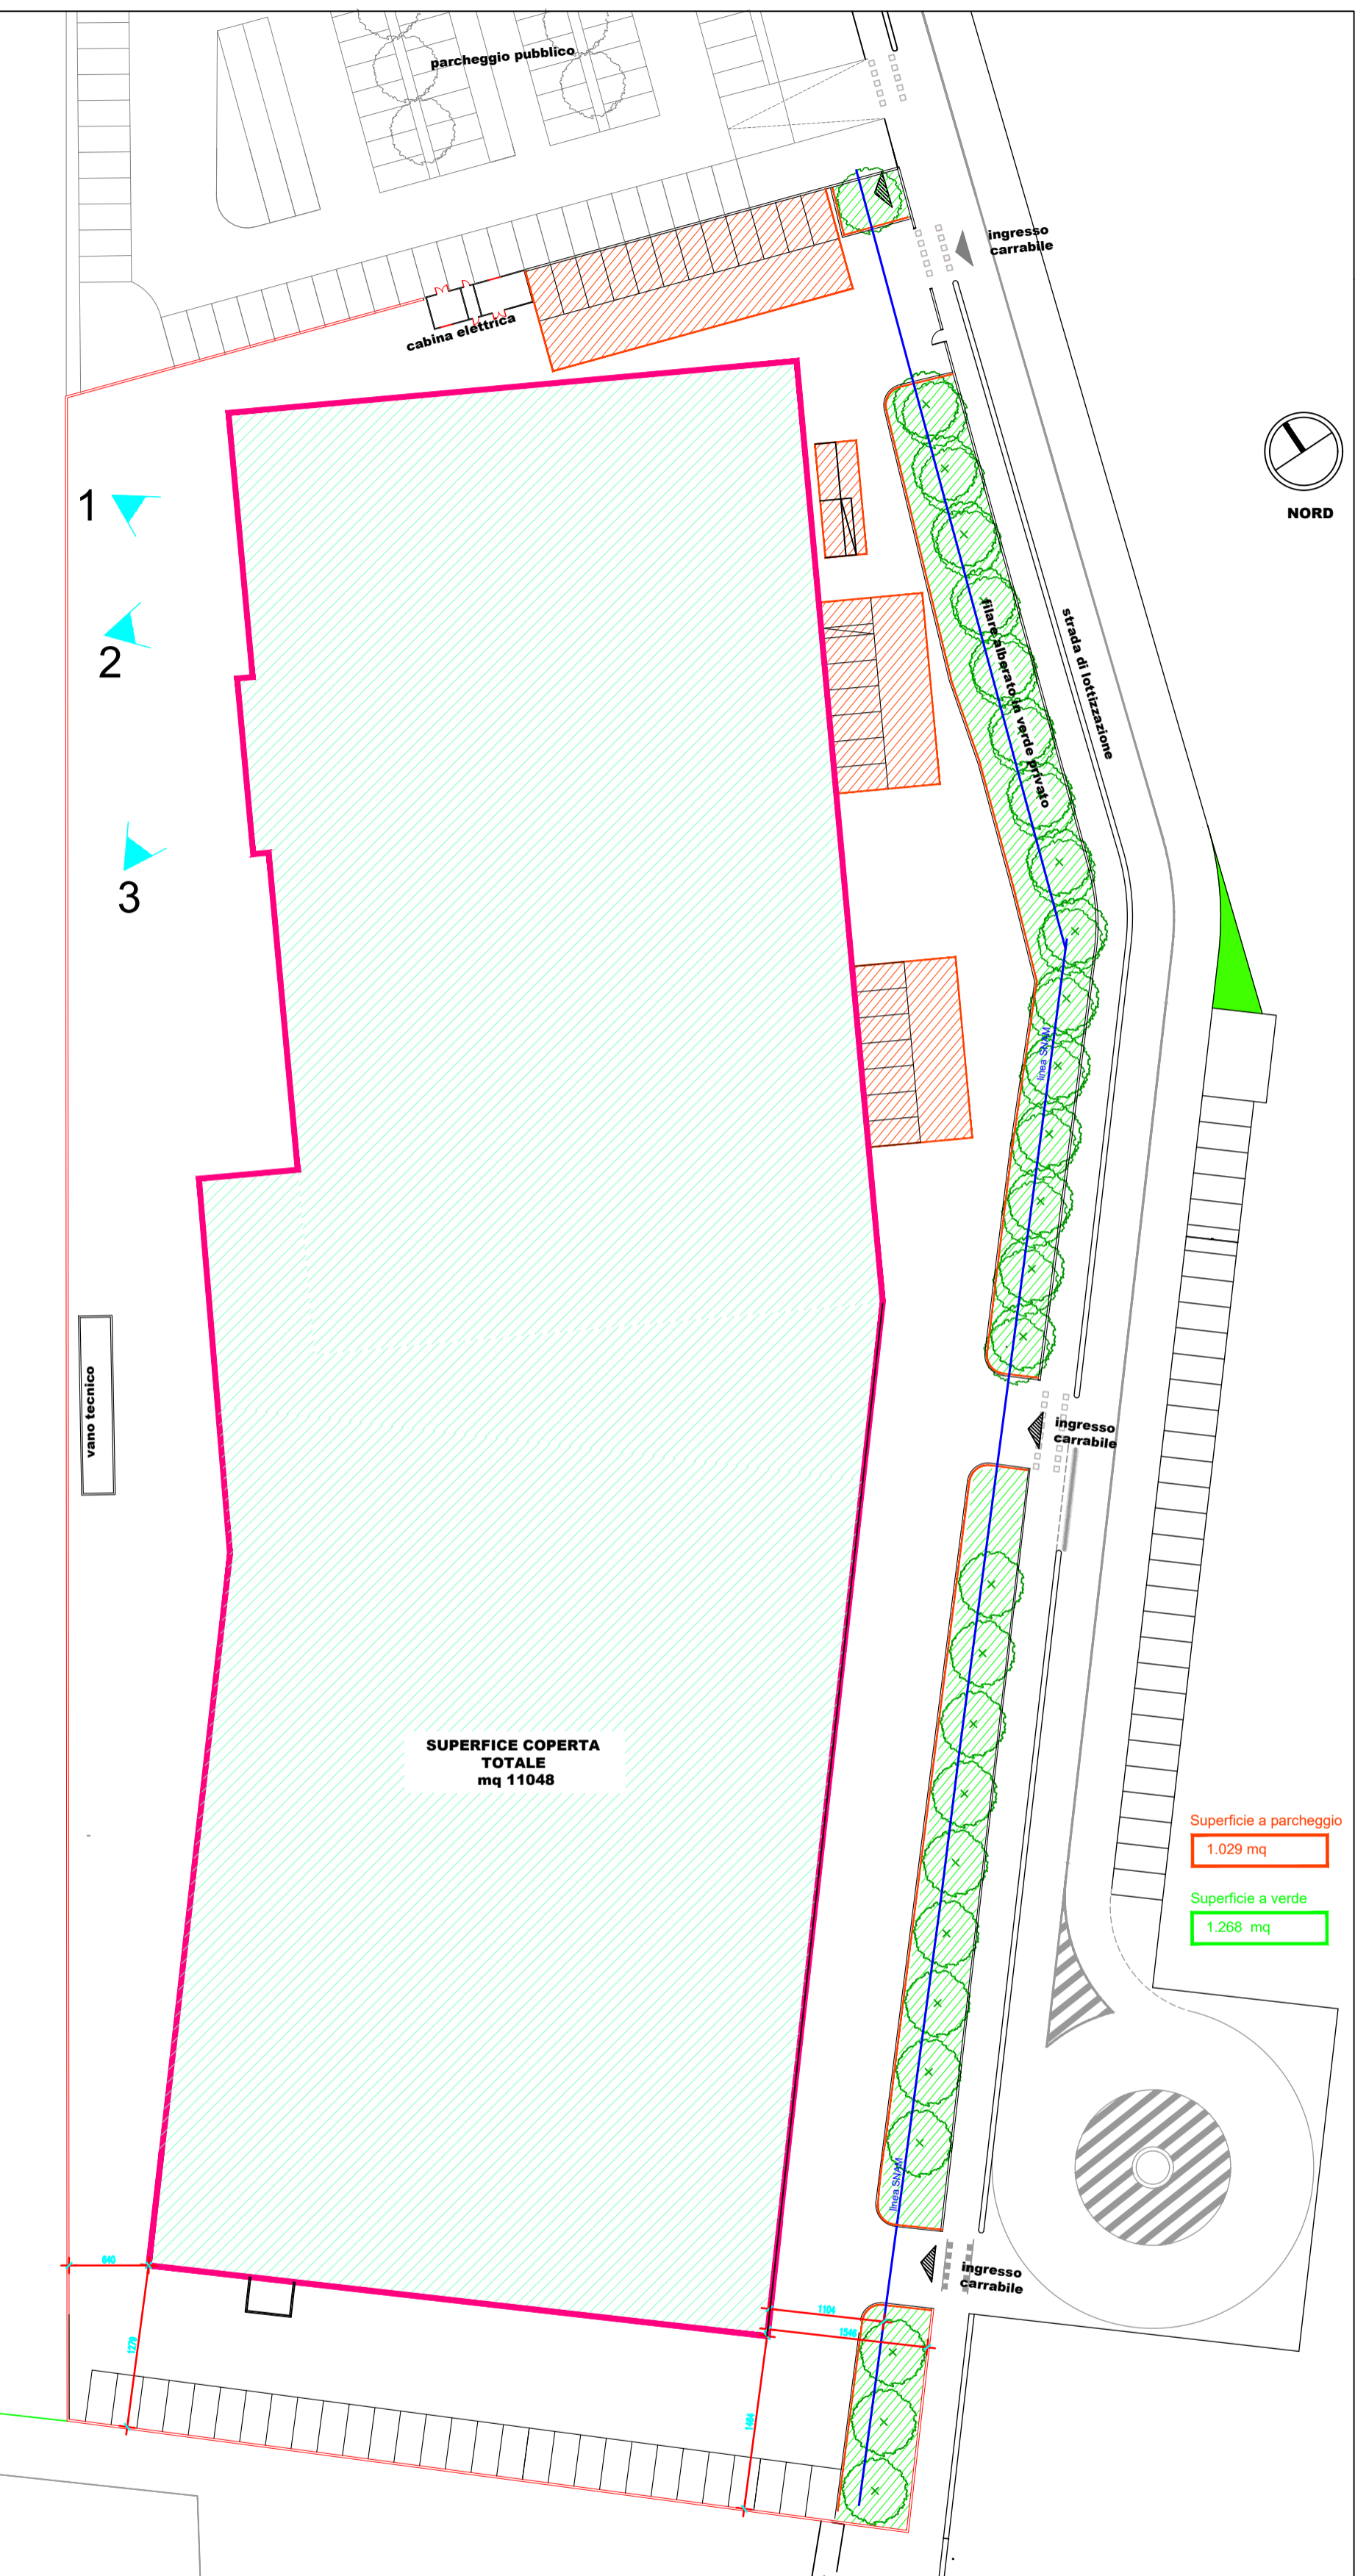 parcheggio pubblico
ingresso
carrabile
cabina elettrica
NORD
1
2
3
filare alberato in verde privato
strada di lottizzazione
linea SNAM
vano tecnico
ingresso
carrabile
SUPERFICE COPERTA
TOTALE
mq 11048
Superficie a parcheggio
1.029 mq
Superficie a verde
1.268 mq
linea SNAM
ingresso
carrabile
640
1279
1104
1546
1464